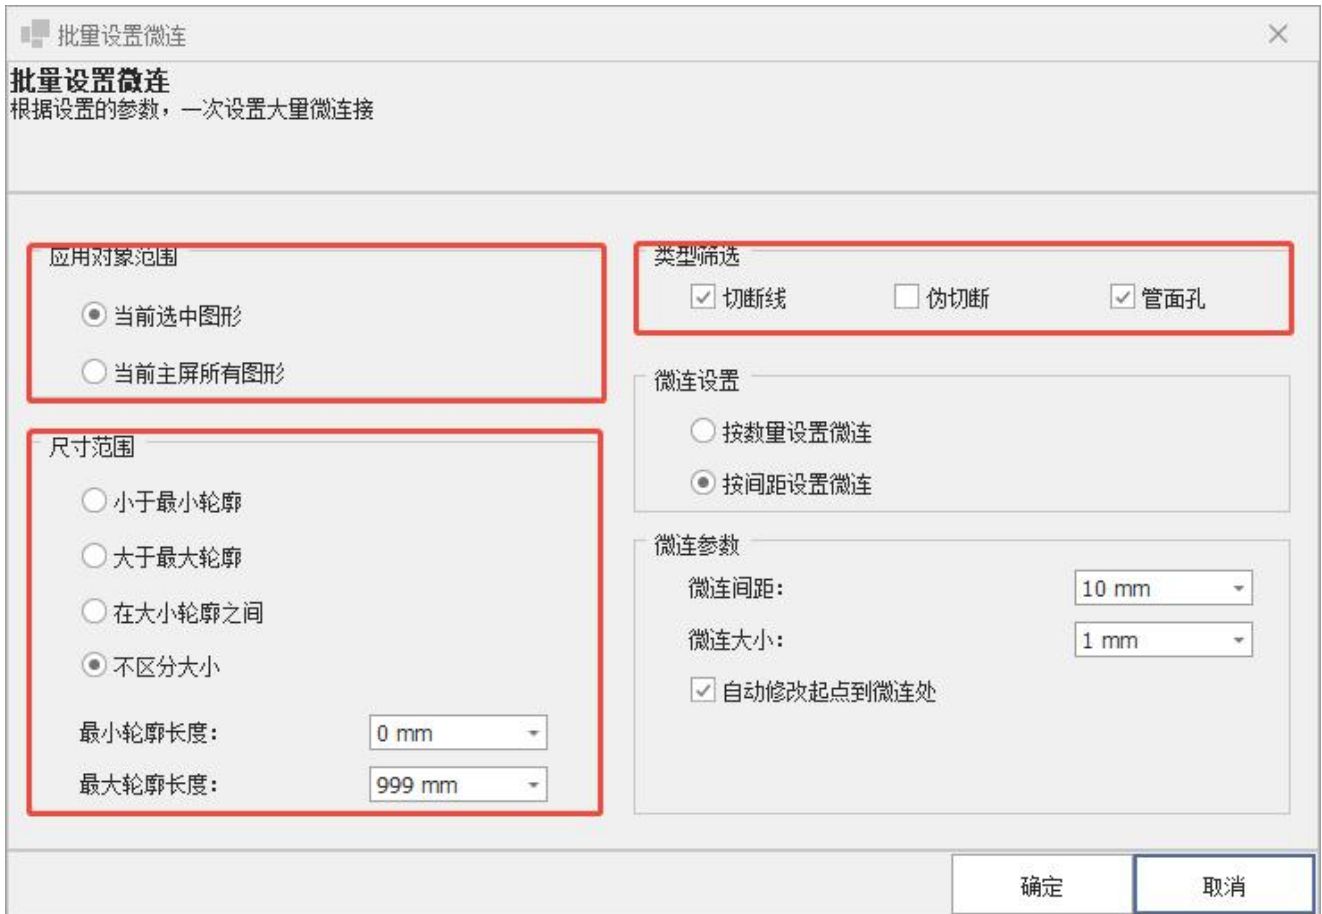 批量设置微连
批量设置微连
根据设置的参数，一次设置大量微连接
应用对象范围
当前选中图形
当前主屏所有图形
尺寸范围
小于最小轮廓
大于最大轮廓
在大小轮廓之间
不区分大小
最小轮廓长度： 0 mm
最大轮廓长度： 999 mm
类型筛选
切断线 伪切断 管面孔
微连设置
按数量设置微连
按间距设置微连
微连参数
微连间距： 10 mm
微连大小： 1 mm
自动修改起点到微连处
确定 取消